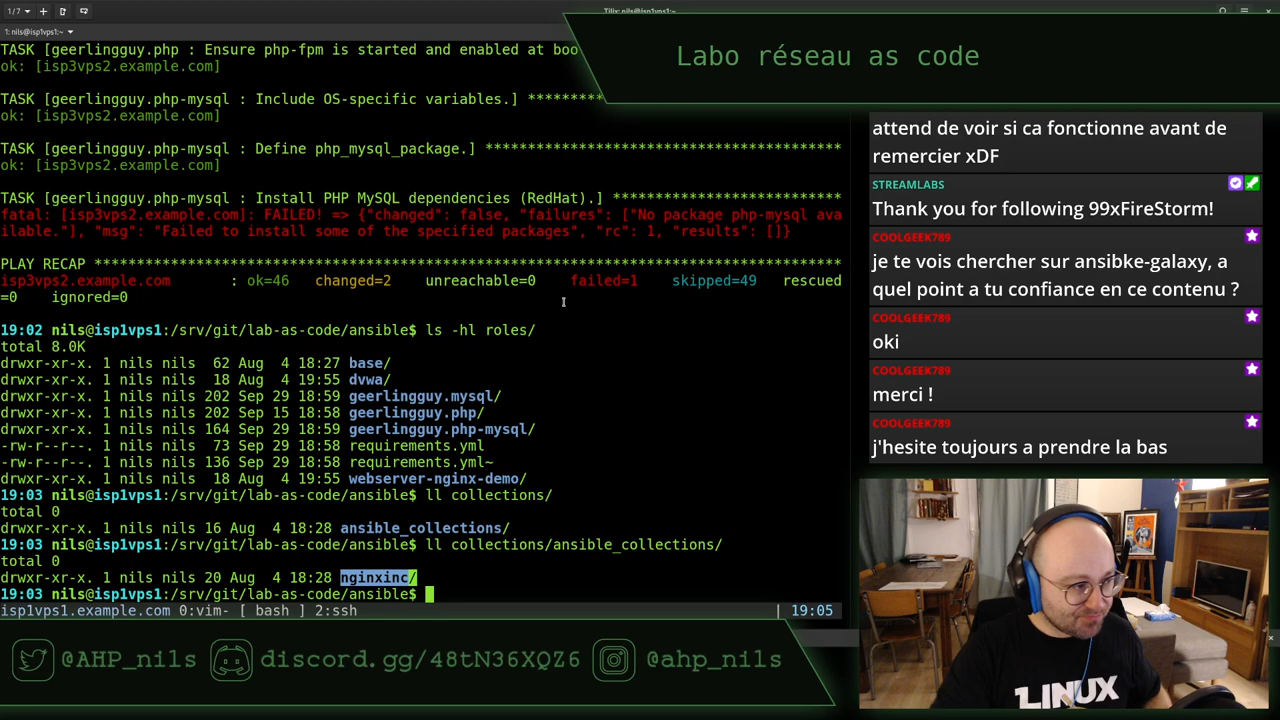 1/7
Tilix: nils@isp1vps1:~
1: nils@isp1vps1:~
TASK [geerlingguy.php : Ensure php-fpm is started and enabled at boo
ok: [isp3vps2.example.com]
TASK [geerlingguy.php-mysql : Include OS-specific variables.] *********
ok: [isp3vps2.example.com]
TASK [geerlingguy.php-mysql : Define php_mysql_package.] ******************************************
ok: [isp3vps2.example.com]
TASK [geerlingguy.php-mysql : Install PHP MySQL dependencies (RedHat).] ***************************
fatal: [isp3vps2.example.com]: FAILED! => {"changed": false, "failures": ["No package php-mysql ava
ilable."], "msg": "Failed to install some of the specified packages", "rc": 1, "results": []}
PLAY RECAP ****************************************************************************************
isp3vps2.example.com : ok=46 changed=2 unreachable=0 failed=1 skipped=49 rescued
=0 ignored=0
19:02 nils@isp1vps1:/srv/git/lab-as-code/ansible$ ls -hl roles/
total 8.0K
drwxr-xr-x. 1 nils nils 62 Aug 4 18:27 base/
drwxr-xr-x. 1 nils nils 18 Aug 4 19:55 dvwa/
drwxr-xr-x. 1 nils nils 202 Sep 29 18:59 geerlingguy.mysql/
drwxr-xr-x. 1 nils nils 202 Sep 15 18:58 geerlingguy.php/
drwxr-xr-x. 1 nils nils 164 Sep 29 18:59 geerlingguy.php-mysql/
-rw-r--r--. 1 nils nils 73 Sep 29 18:58 requirements.yml
-rw-r--r--. 1 nils nils 136 Sep 29 18:58 requirements.yml~
drwxr-xr-x. 1 nils nils 18 Aug 4 19:55 webserver-nginx-demo/
19:03 nils@isp1vps1:/srv/git/lab-as-code/ansible$ ll collections/
total 0
drwxr-xr-x. 1 nils nils 16 Aug 4 18:28 ansible_collections/
19:03 nils@isp1vps1:/srv/git/lab-as-code/ansible$ ll collections/ansible_collections/
total 0
drwxr-xr-x. 1 nils nils 20 Aug 4 18:28 nginxinc/
19:03 nils@isp1vps1:/srv/git/lab-as-code/ansible$
isp1vps1.example.com 0:vim- [ bash ] 2:ssh | 19:05
Labo réseau as code
attend de voir si ca fonctionne avant de
remercier xDF
STREAMLABS
Thank you for following 99xFireStorm!
COOLGEEK789
je te vois chercher sur ansibke-galaxy, a
quel point a tu confiance en ce contenu ?
COOLGEEK789
oki
COOLGEEK789
merci !
COOLGEEK789
j'hesite toujours a prendre la bas
LINUX
@AHP_nils discord.gg/48tN36XQZ6 @ahp_nils